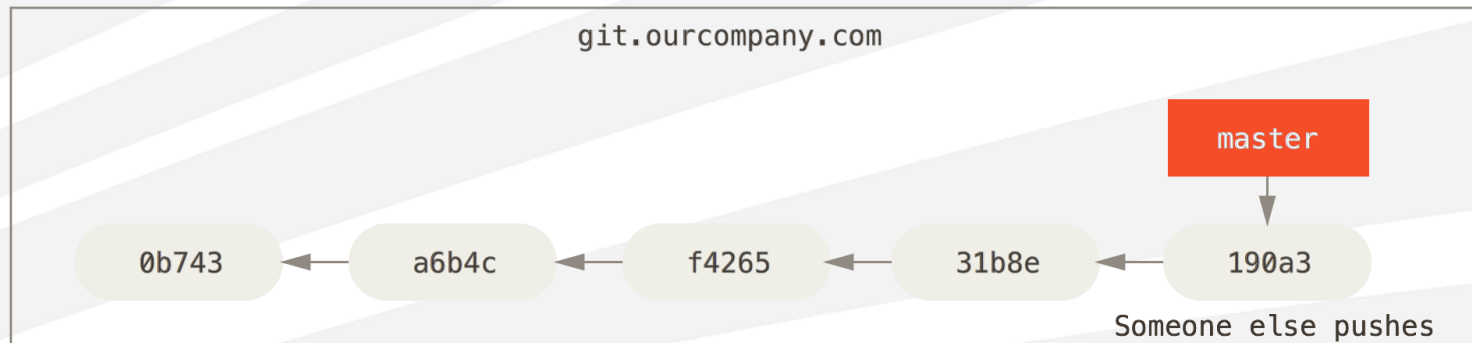 git.ourcompany.com
master
0b743 a6b4c f4265 31b8e 190a3
Someone else pushes